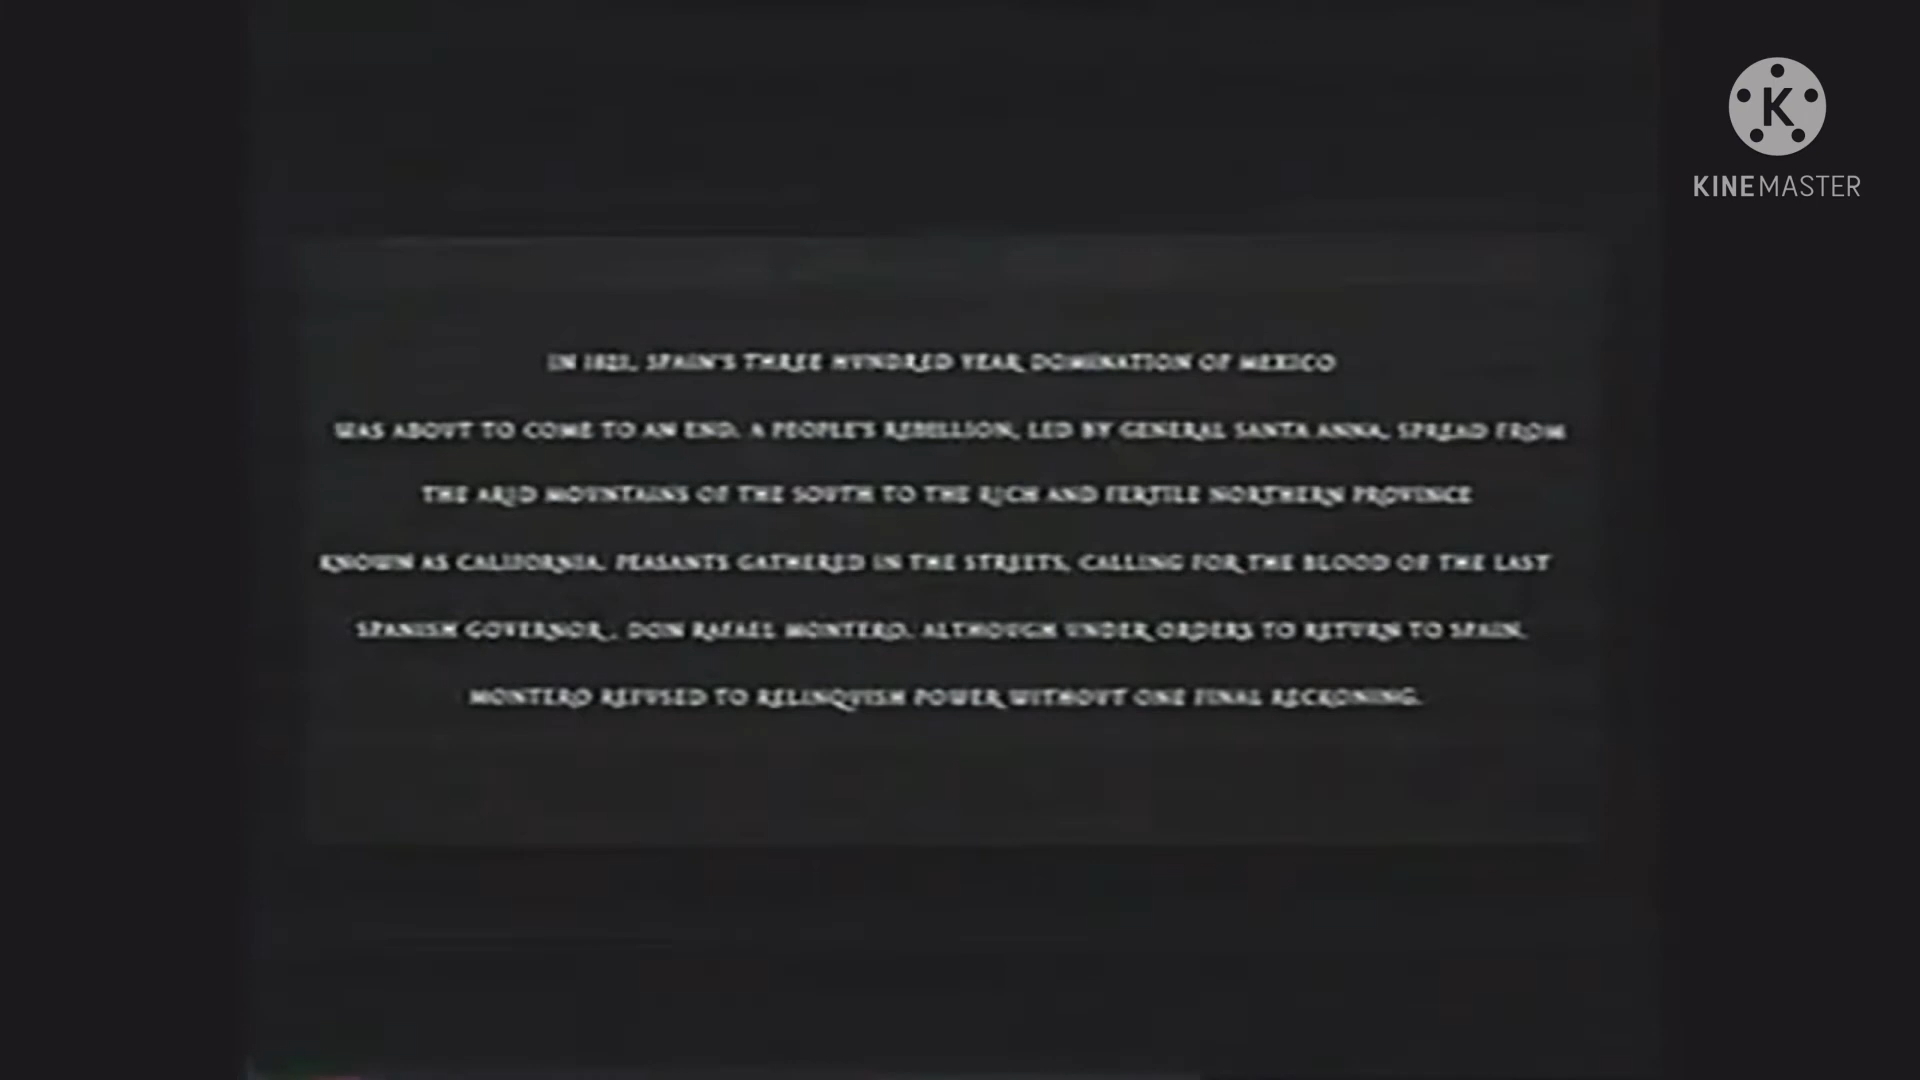 IN 1821, SPAIN'S THREE HUNDRED YEAR DOMINATION OF MEXICO
WAS ABOUT TO COME TO AN END. A PEOPLE'S REBELLION, LED BY GENERAL SANTA ANNA, SPREAD FROM
THE ARID MOUNTAINS OF THE SOUTH TO THE RICH AND FERTILE NORTHERN PROVINCE
KNOWN AS CALIFORNIA. PEASANTS GATHERED IN THE STREETS, CALLING FOR THE BLOOD OF THE LAST
SPANISH GOVERNOR, DON RAFAEL MONTERO. ALTHOUGH UNDER ORDERS TO RETURN TO SPAIN,
MONTERO REFUSED TO RELINQUISH POWER WITHOUT ONE FINAL RECKONING.
K
KINEMASTER